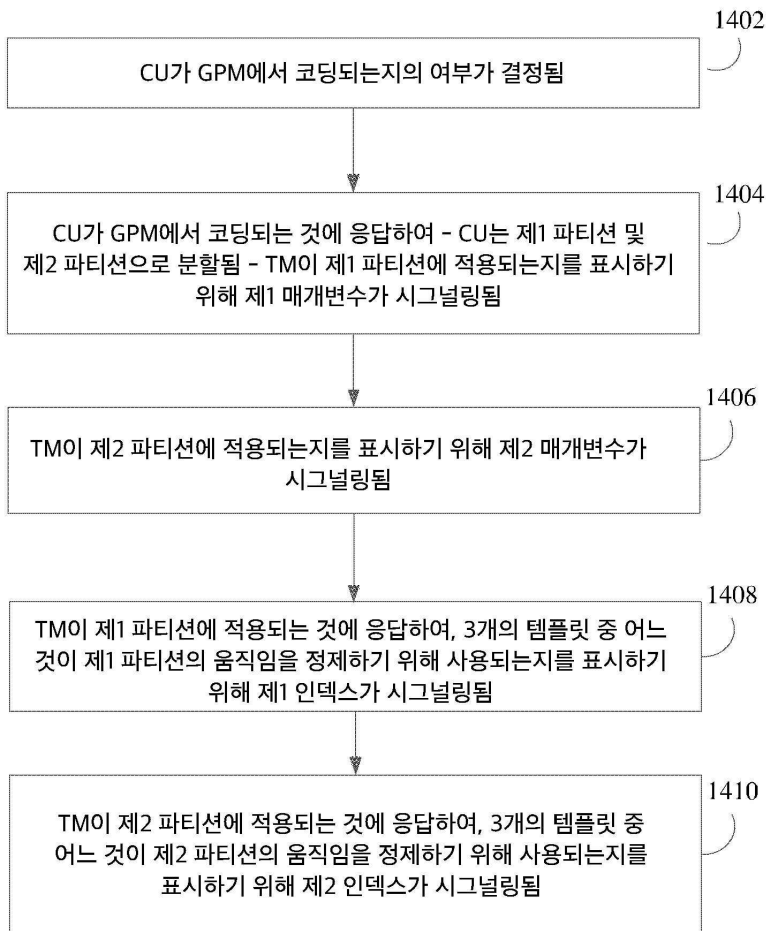 1402
CU가 GPM에서 코딩되는지의 여부가 결정됨
1404
CU가 GPM에서 코딩되는 것에 응답하여 – CU는 제1 파티션 및
제2 파티션으로 분할됨 – TM이 제1 파티션에 적용되는지를 표시하기
위해 제1 매개변수가 시그널링됨
1406
TM이 제2 파티션에 적용되는지를 표시하기 위해 제2 매개변수가
시그널링됨
1408
TM이 제1 파티션에 적용되는 것에 응답하여, 3개의 템플릿 중 어느
것이 제1 파티션의 움직임을 정제하기 위해 사용되는지를 표시하기
위해 제1 인덱스가 시그널링됨
1410
TM이 제2 파티션에 적용되는 것에 응답하여, 3개의 템플릿 중
어느 것이 제2 파티션의 움직임을 정제하기 위해 사용되는지를
표시하기 위해 제2 인덱스가 시그널링됨